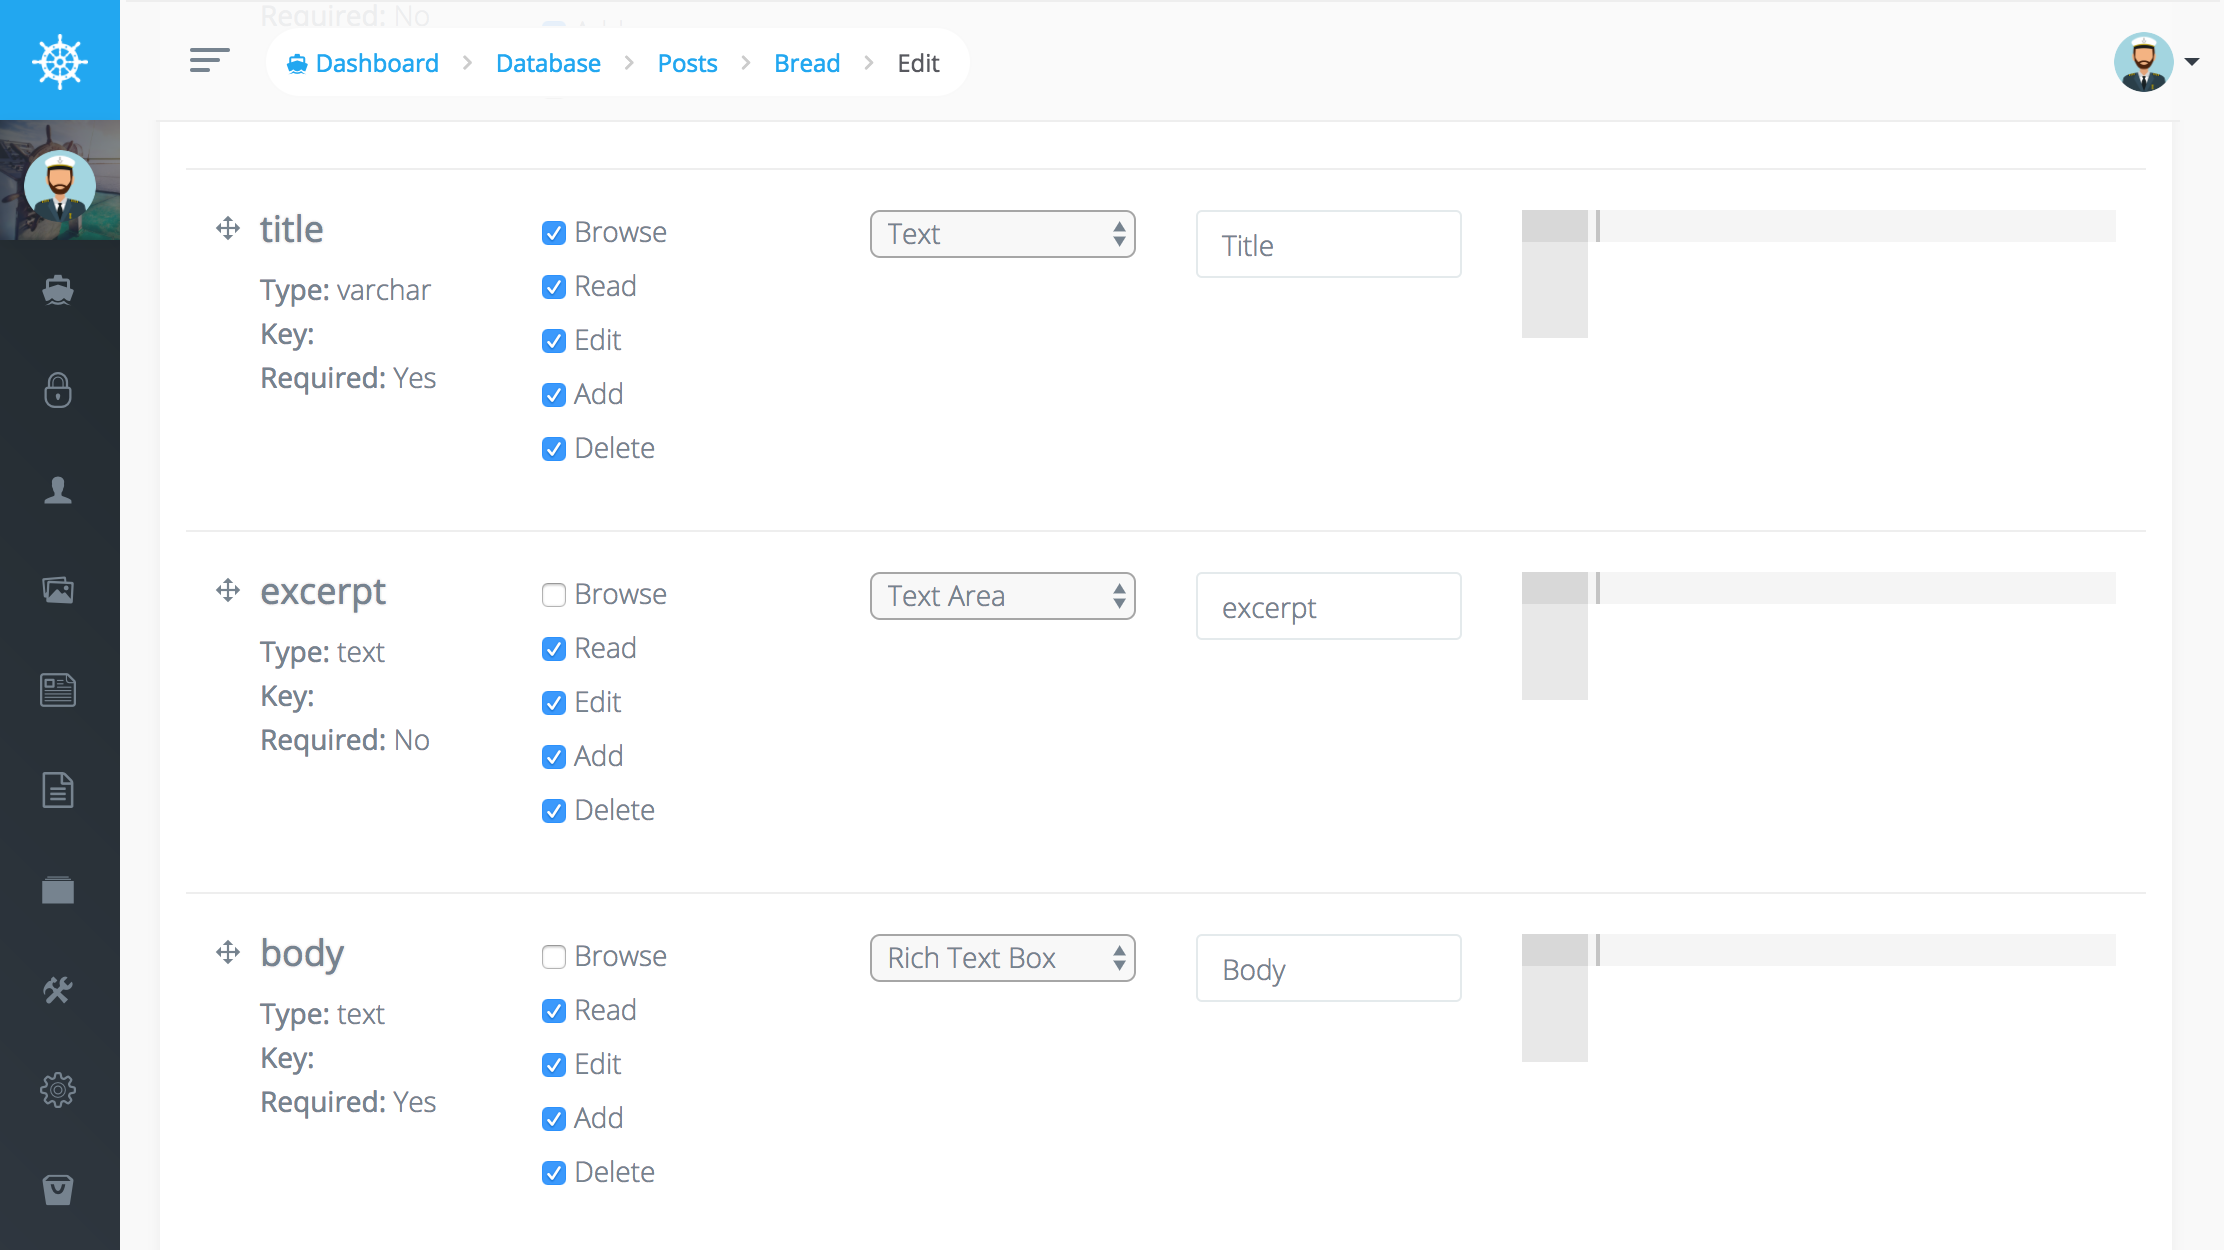 Required: No
Dashboard > Database > Posts > Bread > Edit
title
Type: varchar
Key:
Required: Yes
Browse
Read
Edit
Add
Delete
Text
Title
excerpt
Type: text
Key:
Required: No
Browse
Read
Edit
Add
Delete
Text Area
excerpt
body
Type: text
Key:
Required: Yes
Browse
Read
Edit
Add
Delete
Rich Text Box
Body